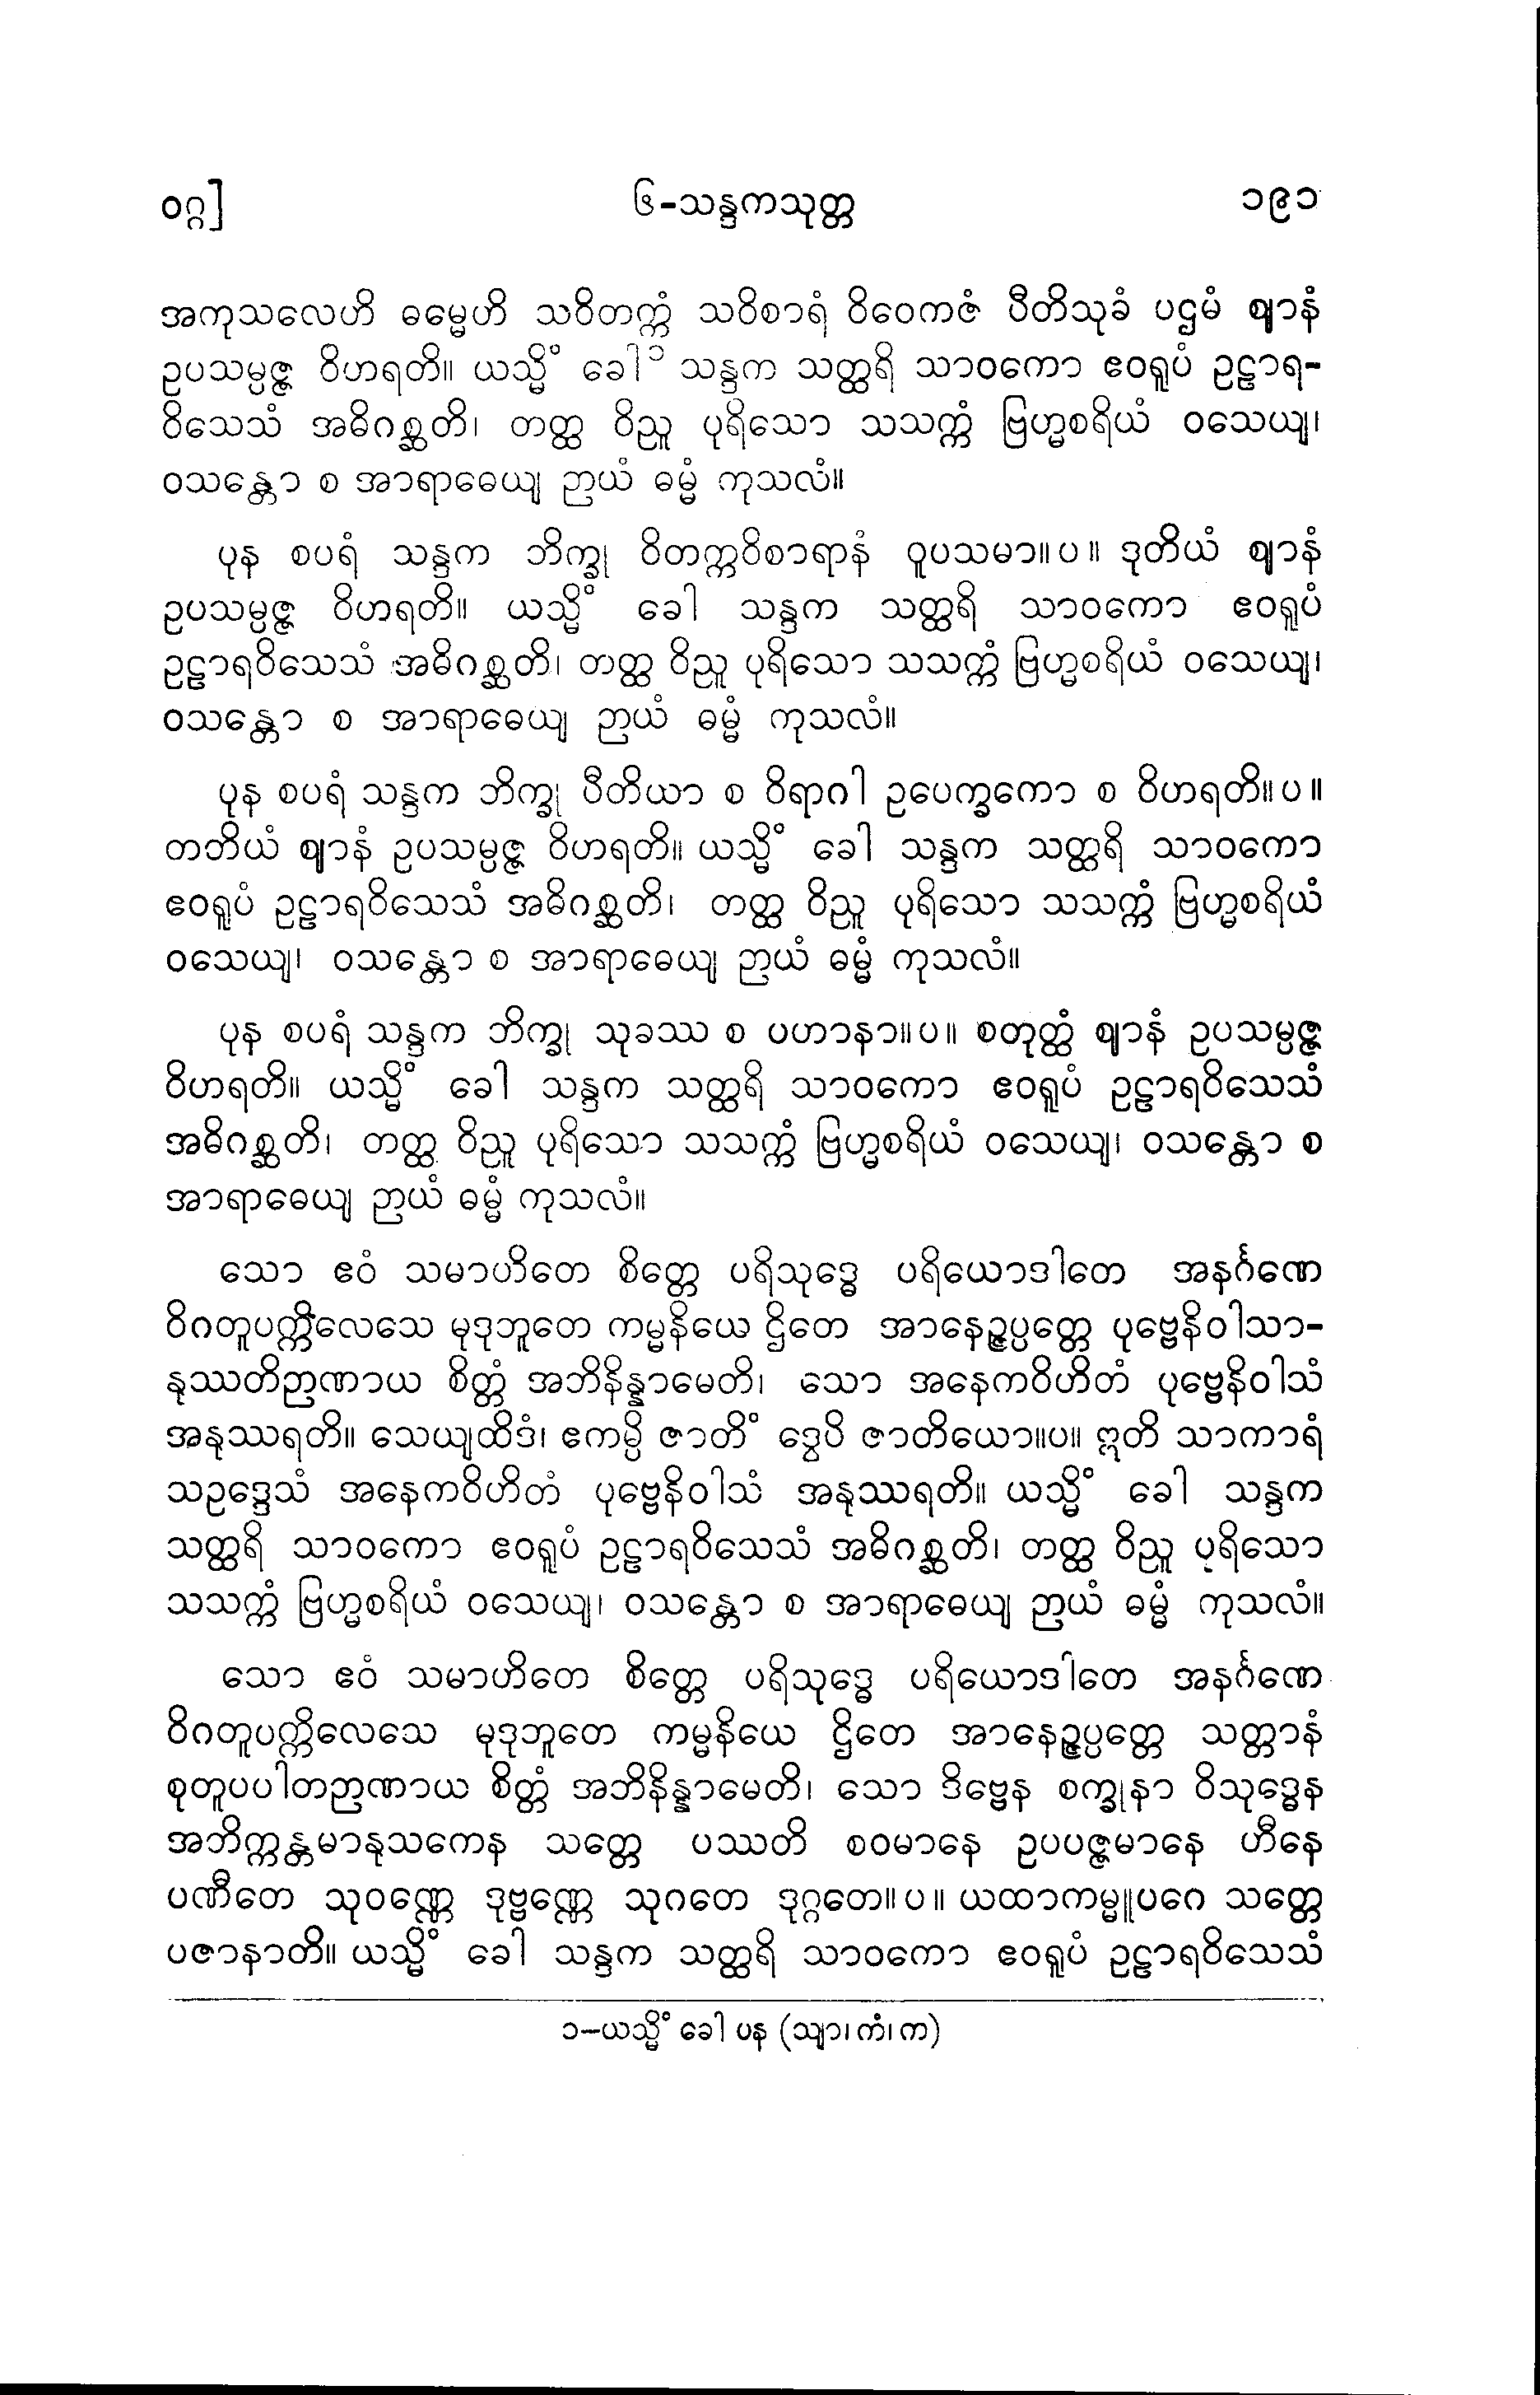 ဝဂ္ဂ]
၆-သန္ဒကသုတ္တ
၁၉၁
အကုသလေဟိ ဓမ္မေဟိ သဝိတက္ကံ သဝိစာရံ ဝိဝေကဇံ ပီတိသုခံ ပဌမံ ဈာနံ
ဥပသမ္ပဇ္ဇ ဝိဟရတိ။ ယသ္မိံ ခေါ၁ သန္ဒက သတ္ထရိ သာဝကော ဧဝရူပံ ဥဠာရ-
ဝိသေသံ အဓိဂစ္ဆတိ၊ တတ္ထ ဝိညူ ပုရိသော သသက္ကံ ဗြဟ္မစရိယံ ဝသေယျ၊
ဝသန္တော စ အာရာဓေယျ ဉာယံ ဓမ္မံ ကုသလံ။
ပုန စပရံ သန္ဒက ဘိက္ခု ဝိတက္ကဝိစာရာနံ ဝူပသမာ။ပ။ ဒုတိယံ ဈာနံ
ဥပသမ္ပဇ္ဇ ဝိဟရတိ။ ယသ္မိံ ခေါ သန္ဒက သတ္ထရိ သာဝကော ဧဝရူပံ
ဥဠာရဝိသေသံ အဓိဂစ္ဆတိ၊ တတ္ထ ဝိညူ ပုရိသော သသက္ကံ ဗြဟ္မစရိယံ ဝသေယျ၊
ဝသန္တော စ အာရာဓေယျ ဉာယံ ဓမ္မံ ကုသလံ။
ပုန စပရံ သန္ဒက ဘိက္ခု ပီတိယာ စ ဝိရာဂါ ဥပေက္ခကော စ ဝိဟရတိ။ပ။
တတိယံ ဈာနံ ဥပသမ္ပဇ္ဇ ဝိဟရတိ။ ယသ္မိံ ခေါ သန္ဒက သတ္ထရိ သာဝကော
ဧဝရူပံ ဥဠာရဝိသေသံ အဓိဂစ္ဆတိ၊ တတ္ထ ဝိညူ ပုရိသော သသက္ကံ ဗြဟ္မစရိယံ
ဝသေယျ၊ ဝသန္တော စ အာရာဓေယျ ဉာယံ ဓမ္မံ ကုသလံ။
ပုန စပရံ သန္ဒက ဘိက္ခု သုခဿ စ ပဟာနာ။ပ။ စတုတ္ထံ ဈာနံ ဥပသမ္ပဇ္ဇ
ဝိဟရတိ။ ယသ္မိံ ခေါ သန္ဒက သတ္ထရိ သာဝကော ဧဝရူပံ ဥဠာရဝိသေသံ
အဓိဂစ္ဆတိ၊ တတ္ထ ဝိညူ ပုရိသော သသက္ကံ ဗြဟ္မစရိယံ ဝသေယျ၊ ဝသန္တော စ
အာရာဓေယျ ဉာယံ ဓမ္မံ ကုသလံ။
သော ဧဝံ သမာဟိတေ စိတ္တေ ပရိသုဒ္ဓေ ပရိယောဒါတေ အနင်္ဂဏေ
ဝိဂတူပက္ကိလေသေ မုဒုဘူတေ ကမ္မနိယေ ဌိတေ အာနေဉ္ဇပ္ပတ္တေ ပုဗ္ဗေနိဝါသာ-
နုဿတိဉာဏာယ စိတ္တံ အဘိနိန္နာမေတိ၊ သော အနေကဝိဟိတံ ပုဗ္ဗေနိဝါသံ
အနုဿရတိ။ သေယျထိဒံ၊ ဧကမ္ပိ ဇာတိံ ဒွေပိ ဇာတိယော။ပ။ ဣတိ သာကာရံ
သဥဒ္ဒေသံ အနေကဝိဟိတံ ပုဗ္ဗေနိဝါသံ အနုဿရတိ။ ယသ္မိံ ခေါ သန္ဒက
သတ္ထရိ သာဝကော ဧဝရူပံ ဥဠာရဝိသေသံ အဓိဂစ္ဆတိ၊ တတ္ထ ဝိညူ ပုရိသော
သသက္ကံ ဗြဟ္မစရိယံ ဝသေယျ၊ ဝသန္တော စ အာရာဓေယျ ဉာယံ ဓမ္မံ ကုသလံ။
သော ဧဝံ သမာဟိတေ စိတ္တေ ပရိသုဒ္ဓေ ပရိယောဒါတေ အနင်္ဂဏေ
ဝိဂတူပက္ကိလေသေ မုဒုဘူတေ ကမ္မနိယေ ဌိတေ အာနေဉ္ဇပ္ပတ္တေ သတ္တာနံ
စုတူပပါတဉာဏာယ စိတ္တံ အဘိနိန္နာမေတိ၊ သော ဒိဗ္ဗေန စက္ခုနာ ဝိသုဒ္ဓေန
အဘိက္ကန္တမာနုသကေန သတ္တေ ပဿတိ စဝမာနေ ဥပပဇ္ဇမာနေ ဟီနေ
ပဏီတေ သုဝဏ္ဏေ ဒုဗ္ဗဏ္ဏေ သုဂတေ ဒုဂ္ဂတေ။ပ။ ယထာကမ္မူပဂေ သတ္တေ
ပဇာနာတိ။ ယသ္မိံ ခေါ သန္ဒက သတ္ထရိ သာဝကော ဧဝရူပံ ဥဠာရဝိသေသံ
၁-ယသ္မိံ ခေါ ပန (သျာ၊ကံ၊က)